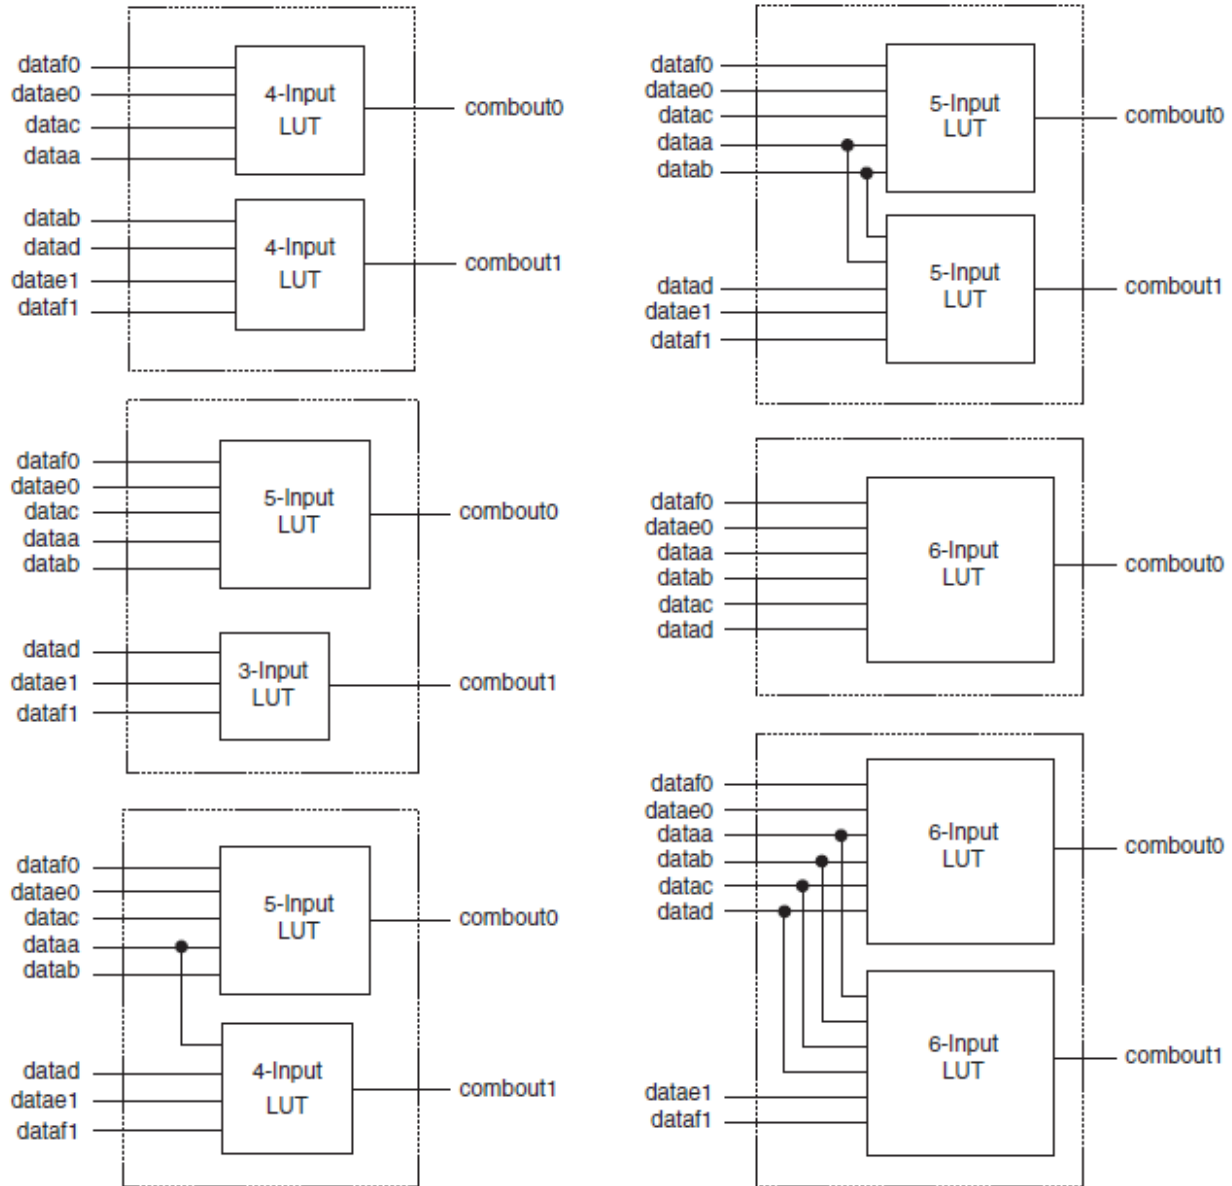 dataf0
datae0
datac
dataa
4-Input
LUT
combout0
datab
datad
datae1
dataf1
4-Input
LUT
combout1
dataf0
datae0
datac
dataa
datab
5-Input
LUT
combout0
datad
datae1
dataf1
3-Input
LUT
combout1
dataf0
datae0
datac
dataa
datab
5-Input
LUT
combout0
datad
datae1
dataf1
4-Input
LUT
combout1
dataf0
datae0
datac
dataa
datab
5-Input
LUT
combout0
datad
datae1
dataf1
5-Input
LUT
combout1
dataf0
datae0
dataa
datab
datac
datad
6-Input
LUT
combout0
dataf0
datae0
dataa
datab
datac
datad
6-Input
LUT
combout0
datae1
dataf1
6-Input
LUT
combout1